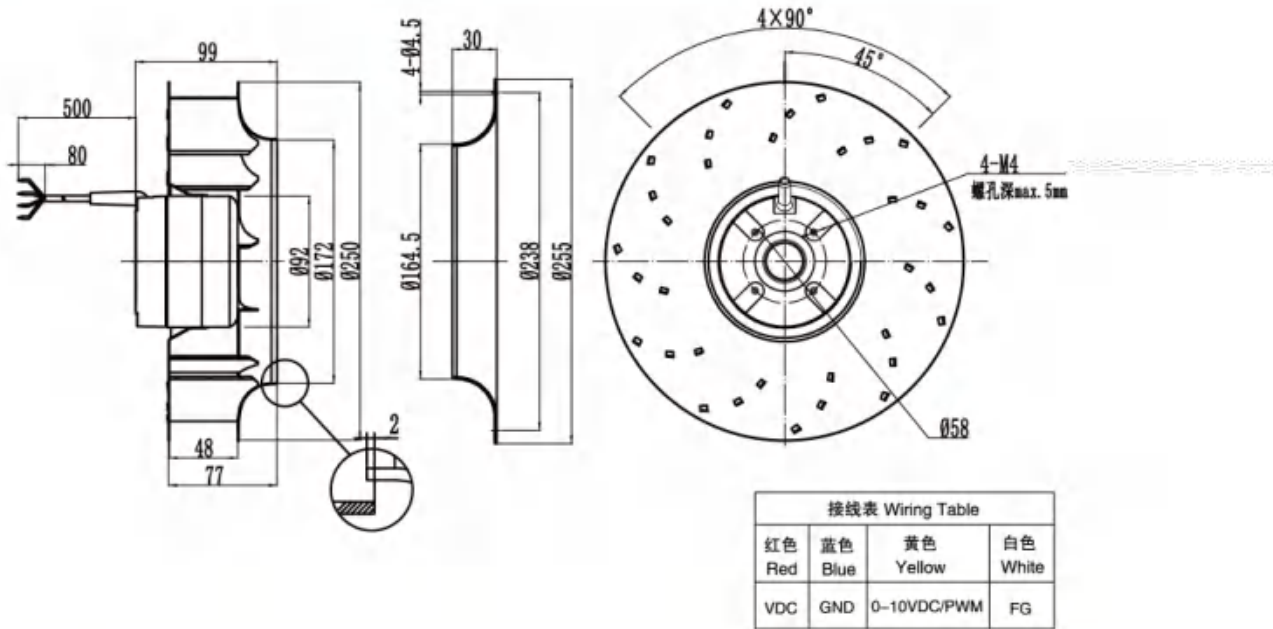 99
500
80
Ø92
Ø172
Ø250
48
77
2
4-Ø4.5
30
Ø164.5
Ø238
Ø255
4×90°
45°
4-M4
螺孔深max.5mm
Ø58
接线表 Wiring Table
红色 蓝色 黄色 白色
Red Blue Yellow White
VDC GND 0-10VDC/PWM FG